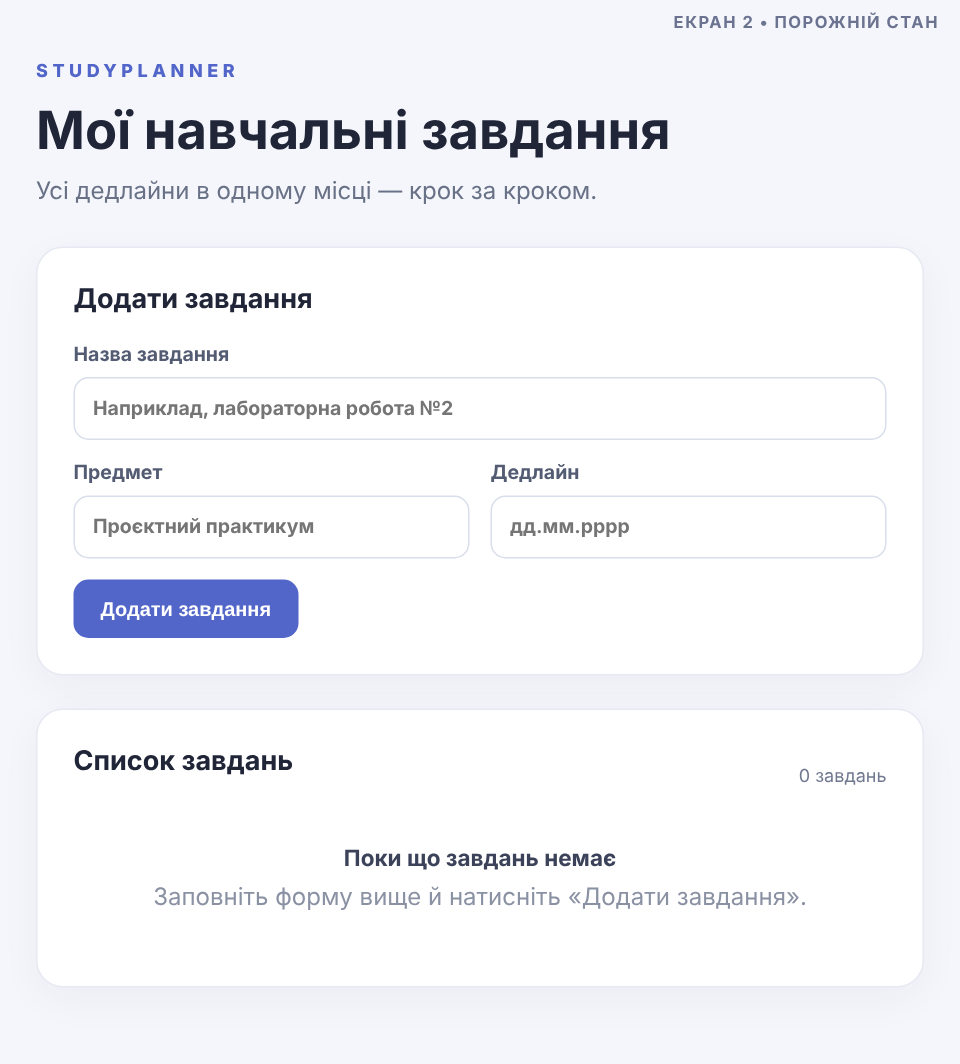 ЕКРАН 2 • ПОРОЖНІЙ СТАН
STUDYPLANNER
Мої навчальні завдання
Усі дедлайни в одному місці — крок за кроком.
Додати завдання
Назва завдання
Наприклад, лабораторна робота №2
Предмет
Дедлайн
Проєктний практикум
дд.мм.рррр
Додати завдання
Список завдань
0 завдань
Поки що завдань немає
Заповніть форму вище й натисніть «Додати завдання».